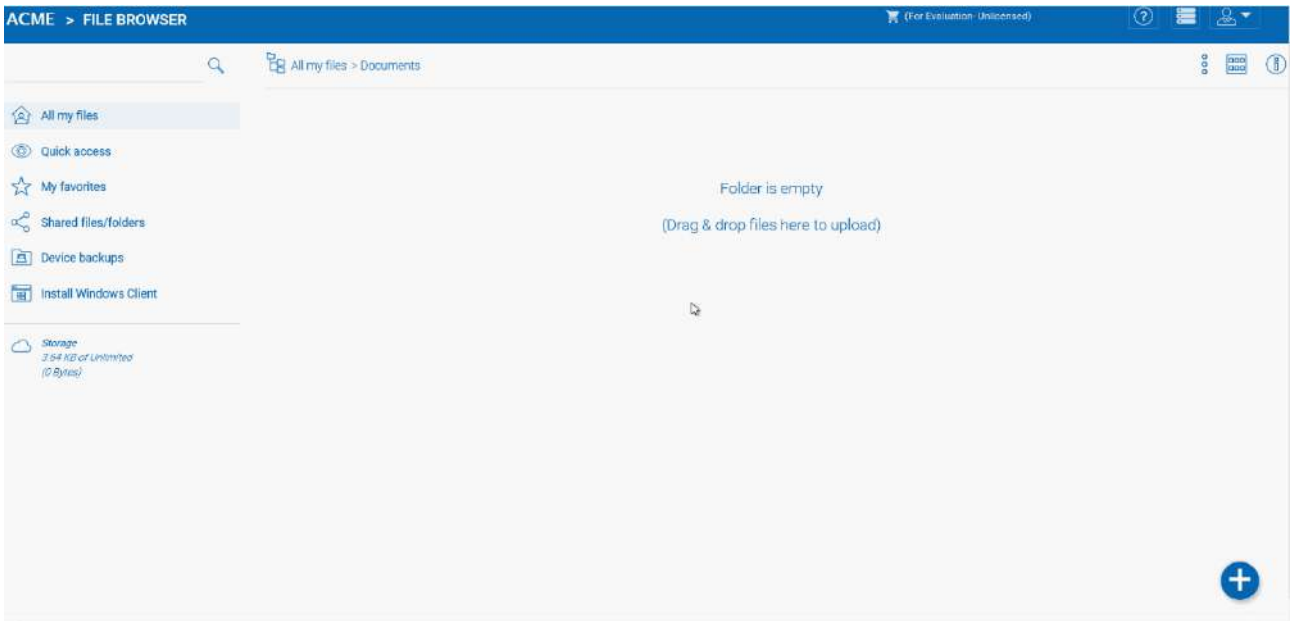 ACME > FILE BROWSER
(For Evaluation-Unlicensed)
All my files > Documents
All my files
Quick access
My favorites
Shared files/folders
Device backups
Install Windows Client
Storage
3.64 KB of Unlimited
(0 Bytes)
Folder is empty
(Drag & drop files here to upload)